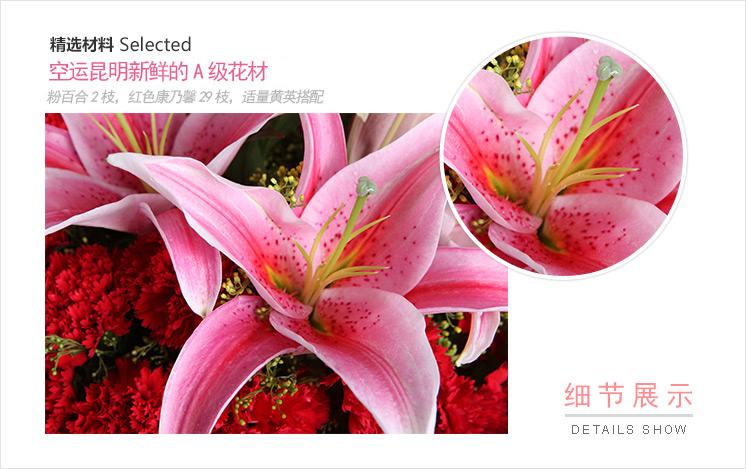 精选材料 Selected
空运昆明新鲜的 A 级花材
粉百合 2 枝，红色康乃馨 29 枝，适量黄英搭配
细节展示
DETAILS SHOW